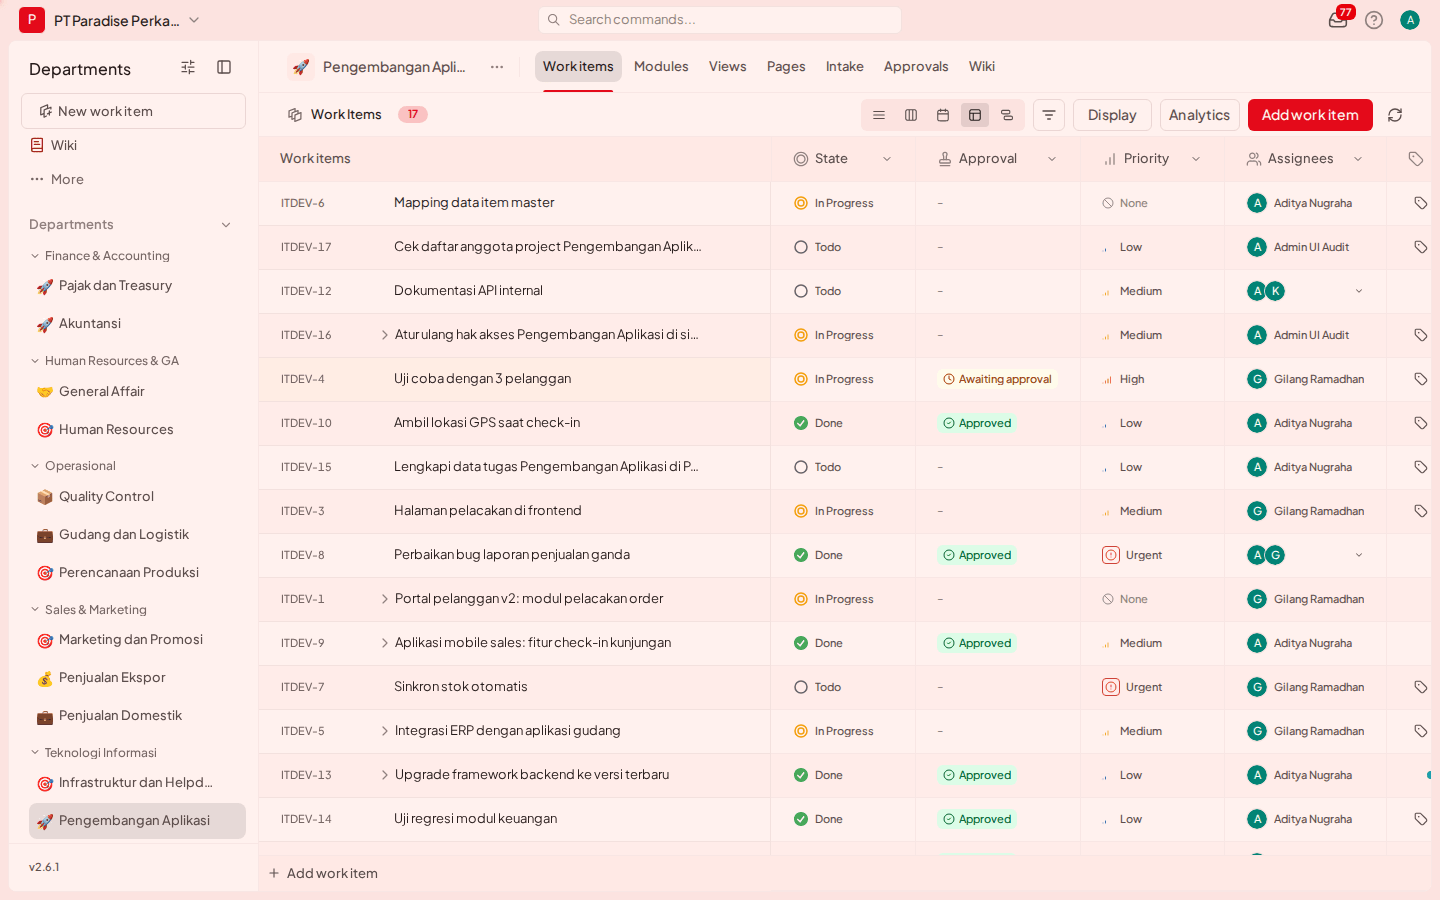 P PT Paradise Perka...
Search commands...
77
A
Departments
New work item
Wiki
More
Departments
Finance & Accounting
Pajak dan Treasury
Akuntansi
Human Resources & GA
General Affair
Human Resources
Operasional
Quality Control
Gudang dan Logistik
Perencanaan Produksi
Sales & Marketing
Marketing dan Promosi
Penjualan Ekspor
Penjualan Domestik
Teknologi Informasi
Infrastruktur dan Helpd...
Pengembangan Aplikasi
v2.6.1
Pengembangan Apli... Work items Modules Views Pages Intake Approvals Wiki
Work Items 17 Display Analytics Add work item
Work items State Approval Priority Assignees
ITDEV-6 Mapping data item master In Progress – None A Aditya Nugraha
ITDEV-17 Cek daftar anggota project Pengembangan Aplik... Todo – Low A Admin UI Audit
ITDEV-12 Dokumentasi API internal Todo – Medium A K
ITDEV-16 Atur ulang hak akses Pengembangan Aplikasi di si... In Progress – Medium A Admin UI Audit
ITDEV-4 Uji coba dengan 3 pelanggan In Progress Awaiting approval High G Gilang Ramadhan
ITDEV-10 Ambil lokasi GPS saat check-in Done Approved Low A Aditya Nugraha
ITDEV-15 Lengkapi data tugas Pengembangan Aplikasi di P... Todo – Low A Aditya Nugraha
ITDEV-3 Halaman pelacakan di frontend In Progress – Medium G Gilang Ramadhan
ITDEV-8 Perbaikan bug laporan penjualan ganda Done Approved Urgent A G
ITDEV-1 Portal pelanggan v2: modul pelacakan order In Progress – None G Gilang Ramadhan
ITDEV-9 Aplikasi mobile sales: fitur check-in kunjungan Done Approved Medium A Aditya Nugraha
ITDEV-7 Sinkron stok otomatis Todo – Urgent G Gilang Ramadhan
ITDEV-5 Integrasi ERP dengan aplikasi gudang In Progress – Medium G Gilang Ramadhan
ITDEV-13 Upgrade framework backend ke versi terbaru Done Approved Low A Aditya Nugraha
ITDEV-14 Uji regresi modul keuangan Done Approved Low A Aditya Nugraha
Add work item